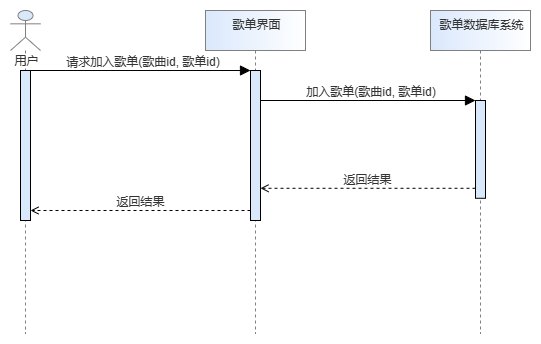 歌单界面
歌单数据库系统
用户
请求加入歌单(歌曲id, 歌单id)
加入歌单(歌曲id, 歌单id)
返回结果
返回结果